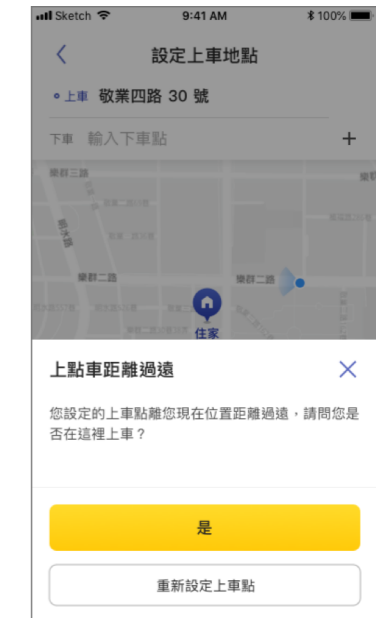 Sketch 9:41 AM 100%
設定上車地點
上車 敬業四路 30 號
下車 輸入下車點 +
樂群三路
明水路
樂群二路 樂群二路
住家
上點車距離過遠
您設定的上車點離您現在位置距離過遠，請問您是
否在這裡上車？
是
重新設定上車點